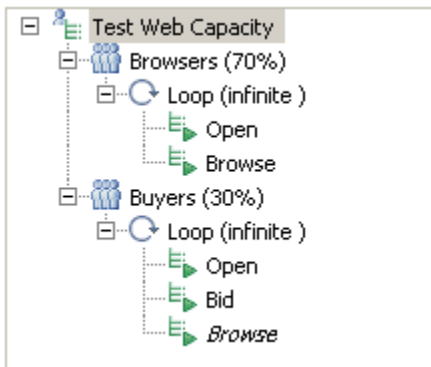 Test Web Capacity
Browsers (70%)
Loop (infinite )
Open
Browse
Buyers (30%)
Loop (infinite )
Open
Bid
Browse